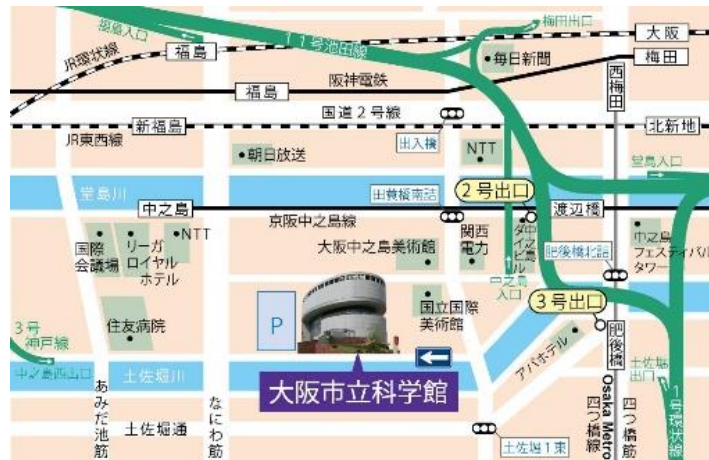 福島入口
11号池田線
梅田出口
大阪
JR環状線
福島
毎日新聞
梅田
阪神電鉄
福島
西梅田
国道2号線
新福島
JR東西線
出入橋
北新地
朝日放送
NTT
堂島入口
堂島川
田蓑橋南詰
2号出口
中之島
京阪中之島線
渡辺橋
国際
会議場
リーガ
ロイヤル
ホテル
NTT
大阪中之島美術館
関西
電力
中之島
ダイビル
肥後橋北詰
中之島
フェスティバル
タワー
中之島
入口
3号出口
P
国立国際
美術館
住友病院
3号
神戸線
中之島西出口
土佐堀川
大阪市立科学館
アパホテル
肥後橋
土佐堀
出口
あみだ池筋
なにわ筋
土佐堀通
土佐堀1東
Osaka Metro
四つ橋線
四つ橋筋
1号環状線